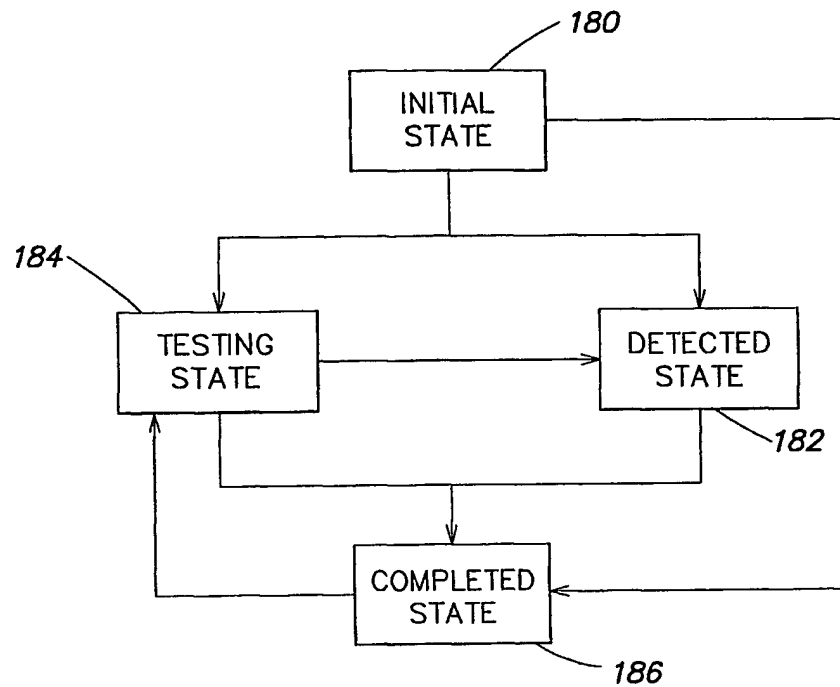 180
INITIAL
STATE
184
TESTING
STATE
DETECTED
STATE
182
COMPLETED
STATE
186